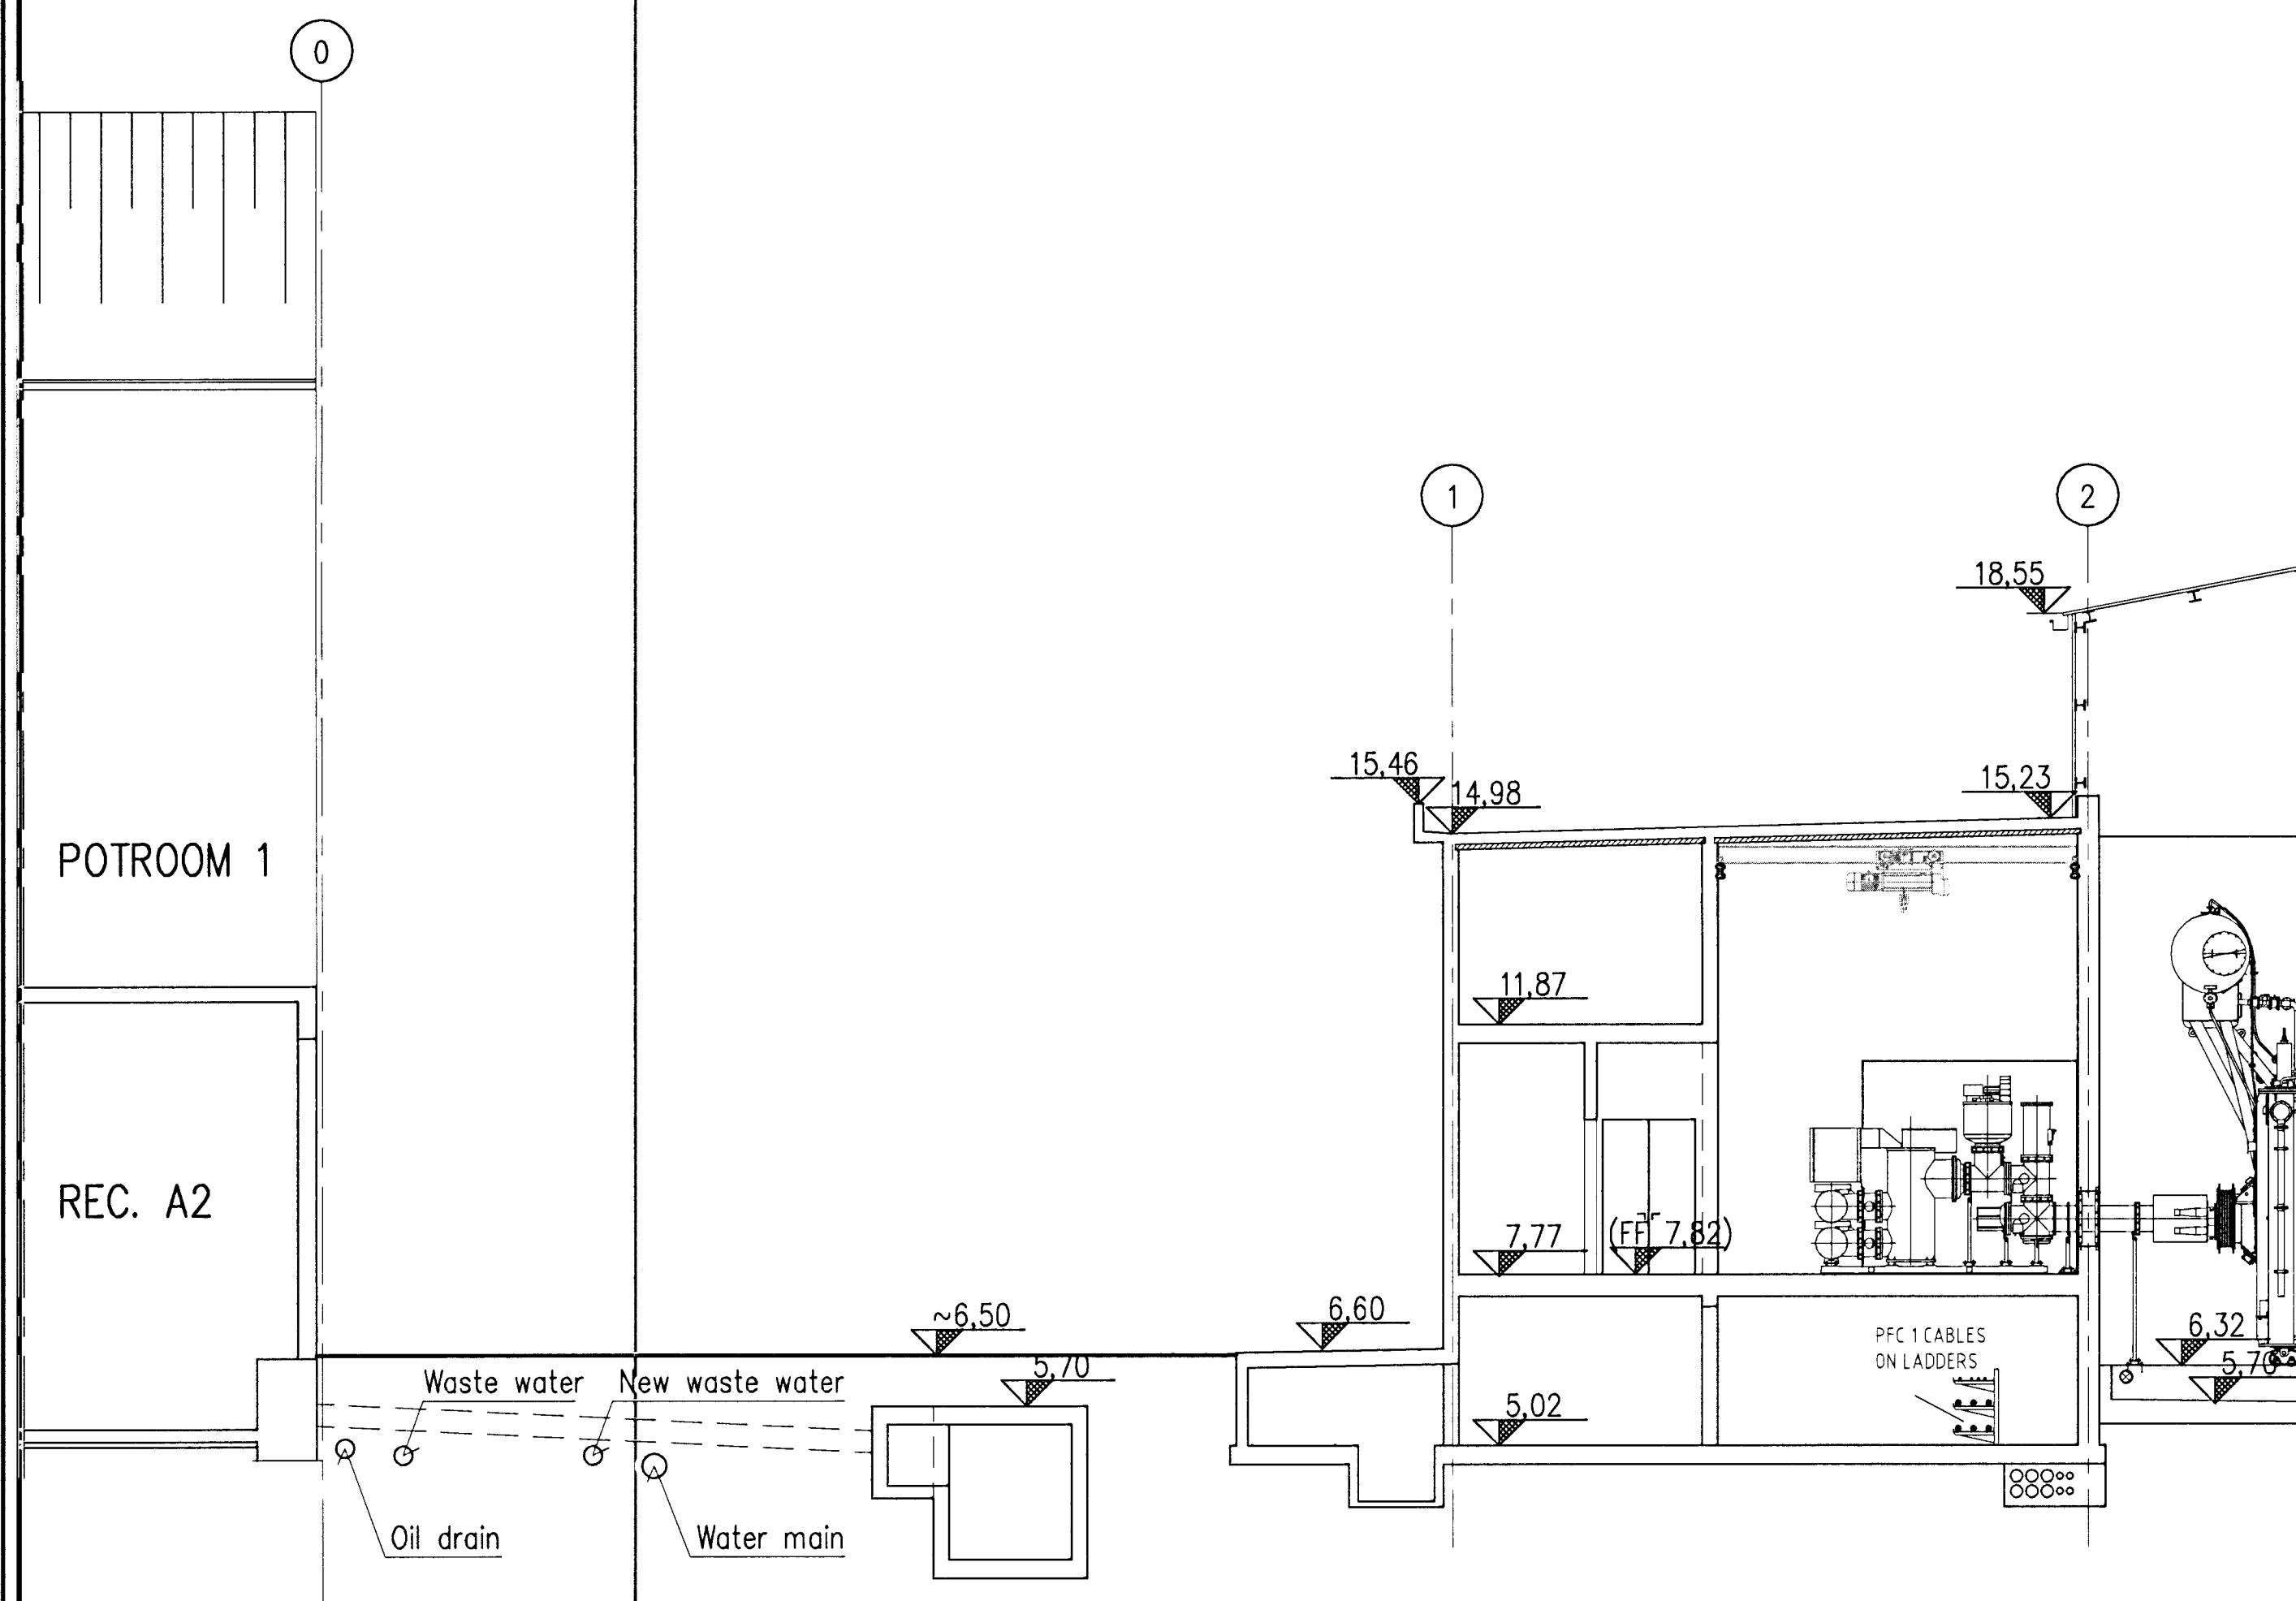 0
1
2
18,55
15,46
14,98
15,23
POTROOM 1
11,87
REC. A2
7,77
(FF 7,82)
~6,50
6,60
6,32
PFC 1 CABLES
ON LADDERS
5,70
5,70
Waste water
New waste water
5,02
Oil drain
Water main